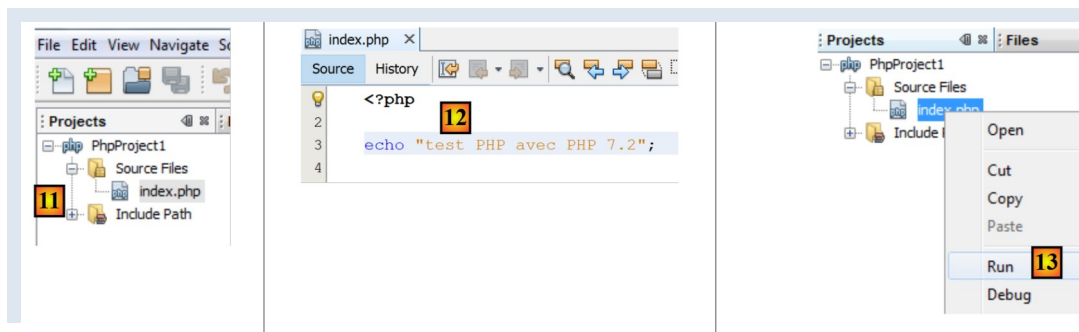 File Edit View Navigate
Projects
PhpProject1
Source Files
index.php
11
Include Path
index.php
Source History
<?php
12
2
3 echo "test PHP avec PHP 7.2";
4
Projects Files
PhpProject1
Source Files
index.php
Include
Open
Cut
Copy
Paste
Run 13
Debug